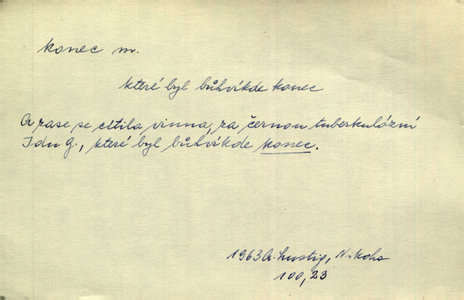 konec m.
které byl bůhvíkde konec
A zase se cítila vinna, za černou tuberkulózní
Idu G., které byl bůhvíkde konec.
1963 A. Lustig, Nikoho
100,23